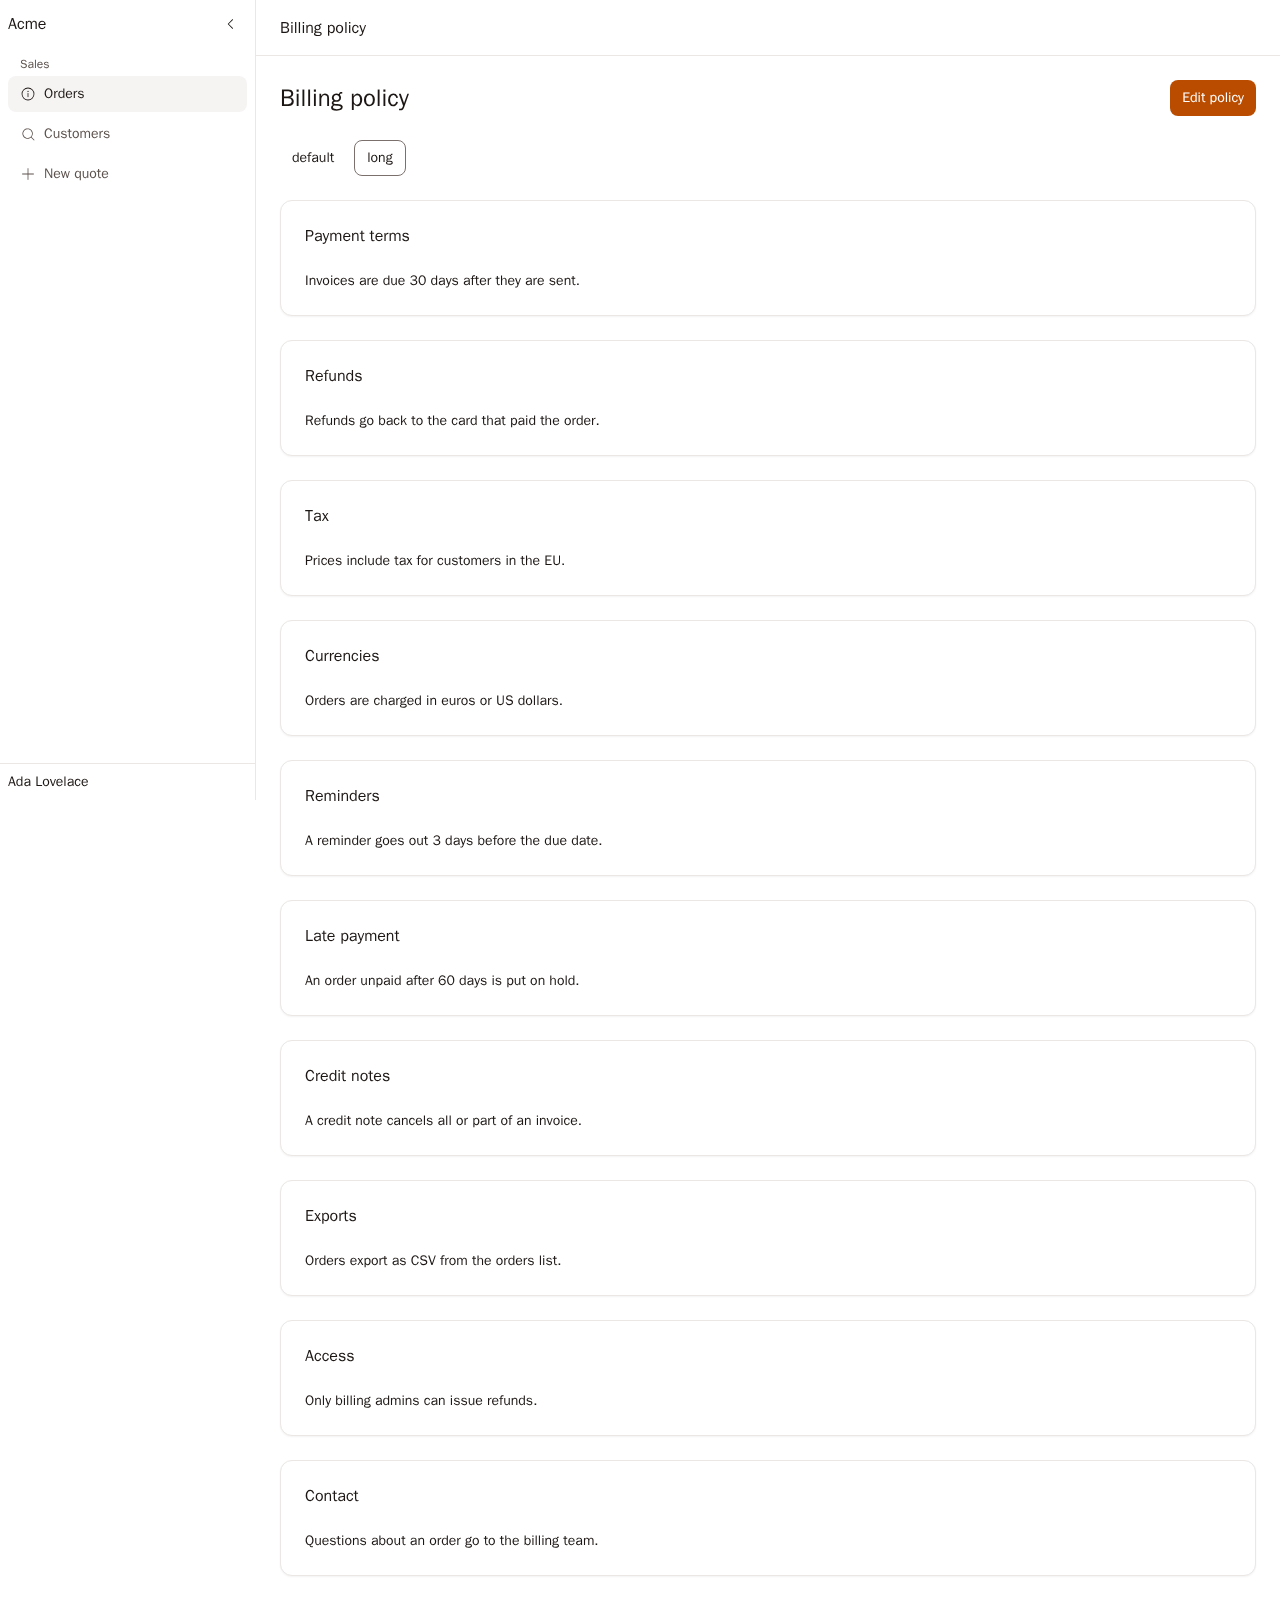 Acme
Sales
Orders
Customers
New quote
Ada Lovelace
Billing policy
Billing policy
Edit policy
default
long
Payment terms
Invoices are due 30 days after they are sent.
Refunds
Refunds go back to the card that paid the order.
Tax
Prices include tax for customers in the EU.
Currencies
Orders are charged in euros or US dollars.
Reminders
A reminder goes out 3 days before the due date.
Late payment
An order unpaid after 60 days is put on hold.
Credit notes
A credit note cancels all or part of an invoice.
Exports
Orders export as CSV from the orders list.
Access
Only billing admins can issue refunds.
Contact
Questions about an order go to the billing team.